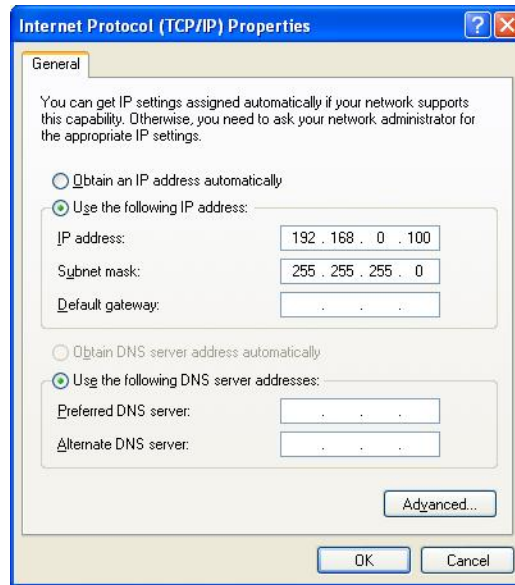 Internet Protocol (TCP/IP) Properties
General
You can get IP settings assigned automatically if your network supports
this capability. Otherwise, you need to ask your network administrator for
the appropriate IP settings.
Obtain an IP address automatically
Use the following IP address:
IP address: 192 . 168 . 0 . 100
Subnet mask: 255 . 255 . 255 . 0
Default gateway: . . .
Obtain DNS server address automatically
Use the following DNS server addresses:
Preferred DNS server: . . .
Alternate DNS server: . . .
Advanced...
OK Cancel